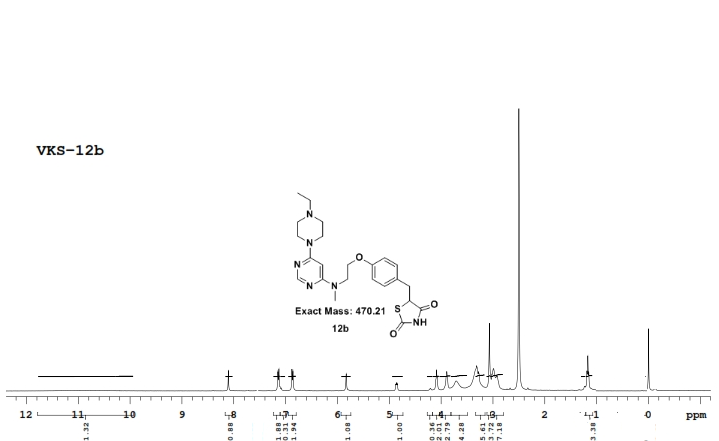 VKS-12b
N
N
N
N
N
O
S
O
NH
O
Exact Mass: 470.21
12b
12 11 10 9 8 7 6 5 4 3 2 1 0 ppm
1.32 0.88 1.88 0.31 1.94 1.08 1.00 0.36 2.01 2.79 4.28 5.61 3.72 7.18 3.38